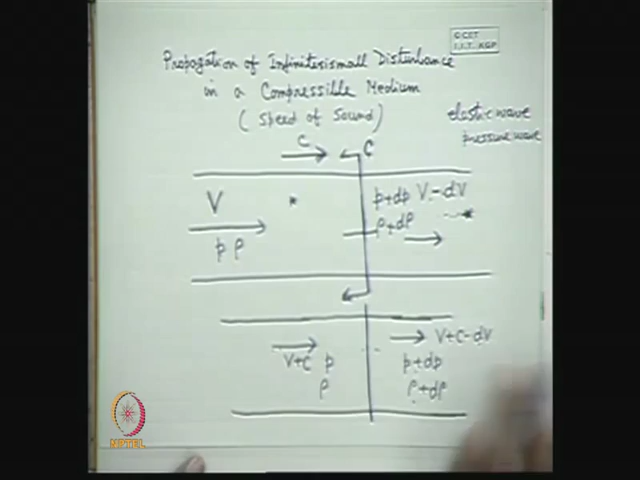 © CET
I.I.T. KGP
Propagation of Infinitesimall Disturbance
in a Compressible Medium
(Speed of Sound)
elastic wave
pressure wave
C C
V
p ρ
p+dp V-dV
ρ+dρ
V+C p
ρ
V+C-dV
p+dp
ρ+dρ
NPTEL